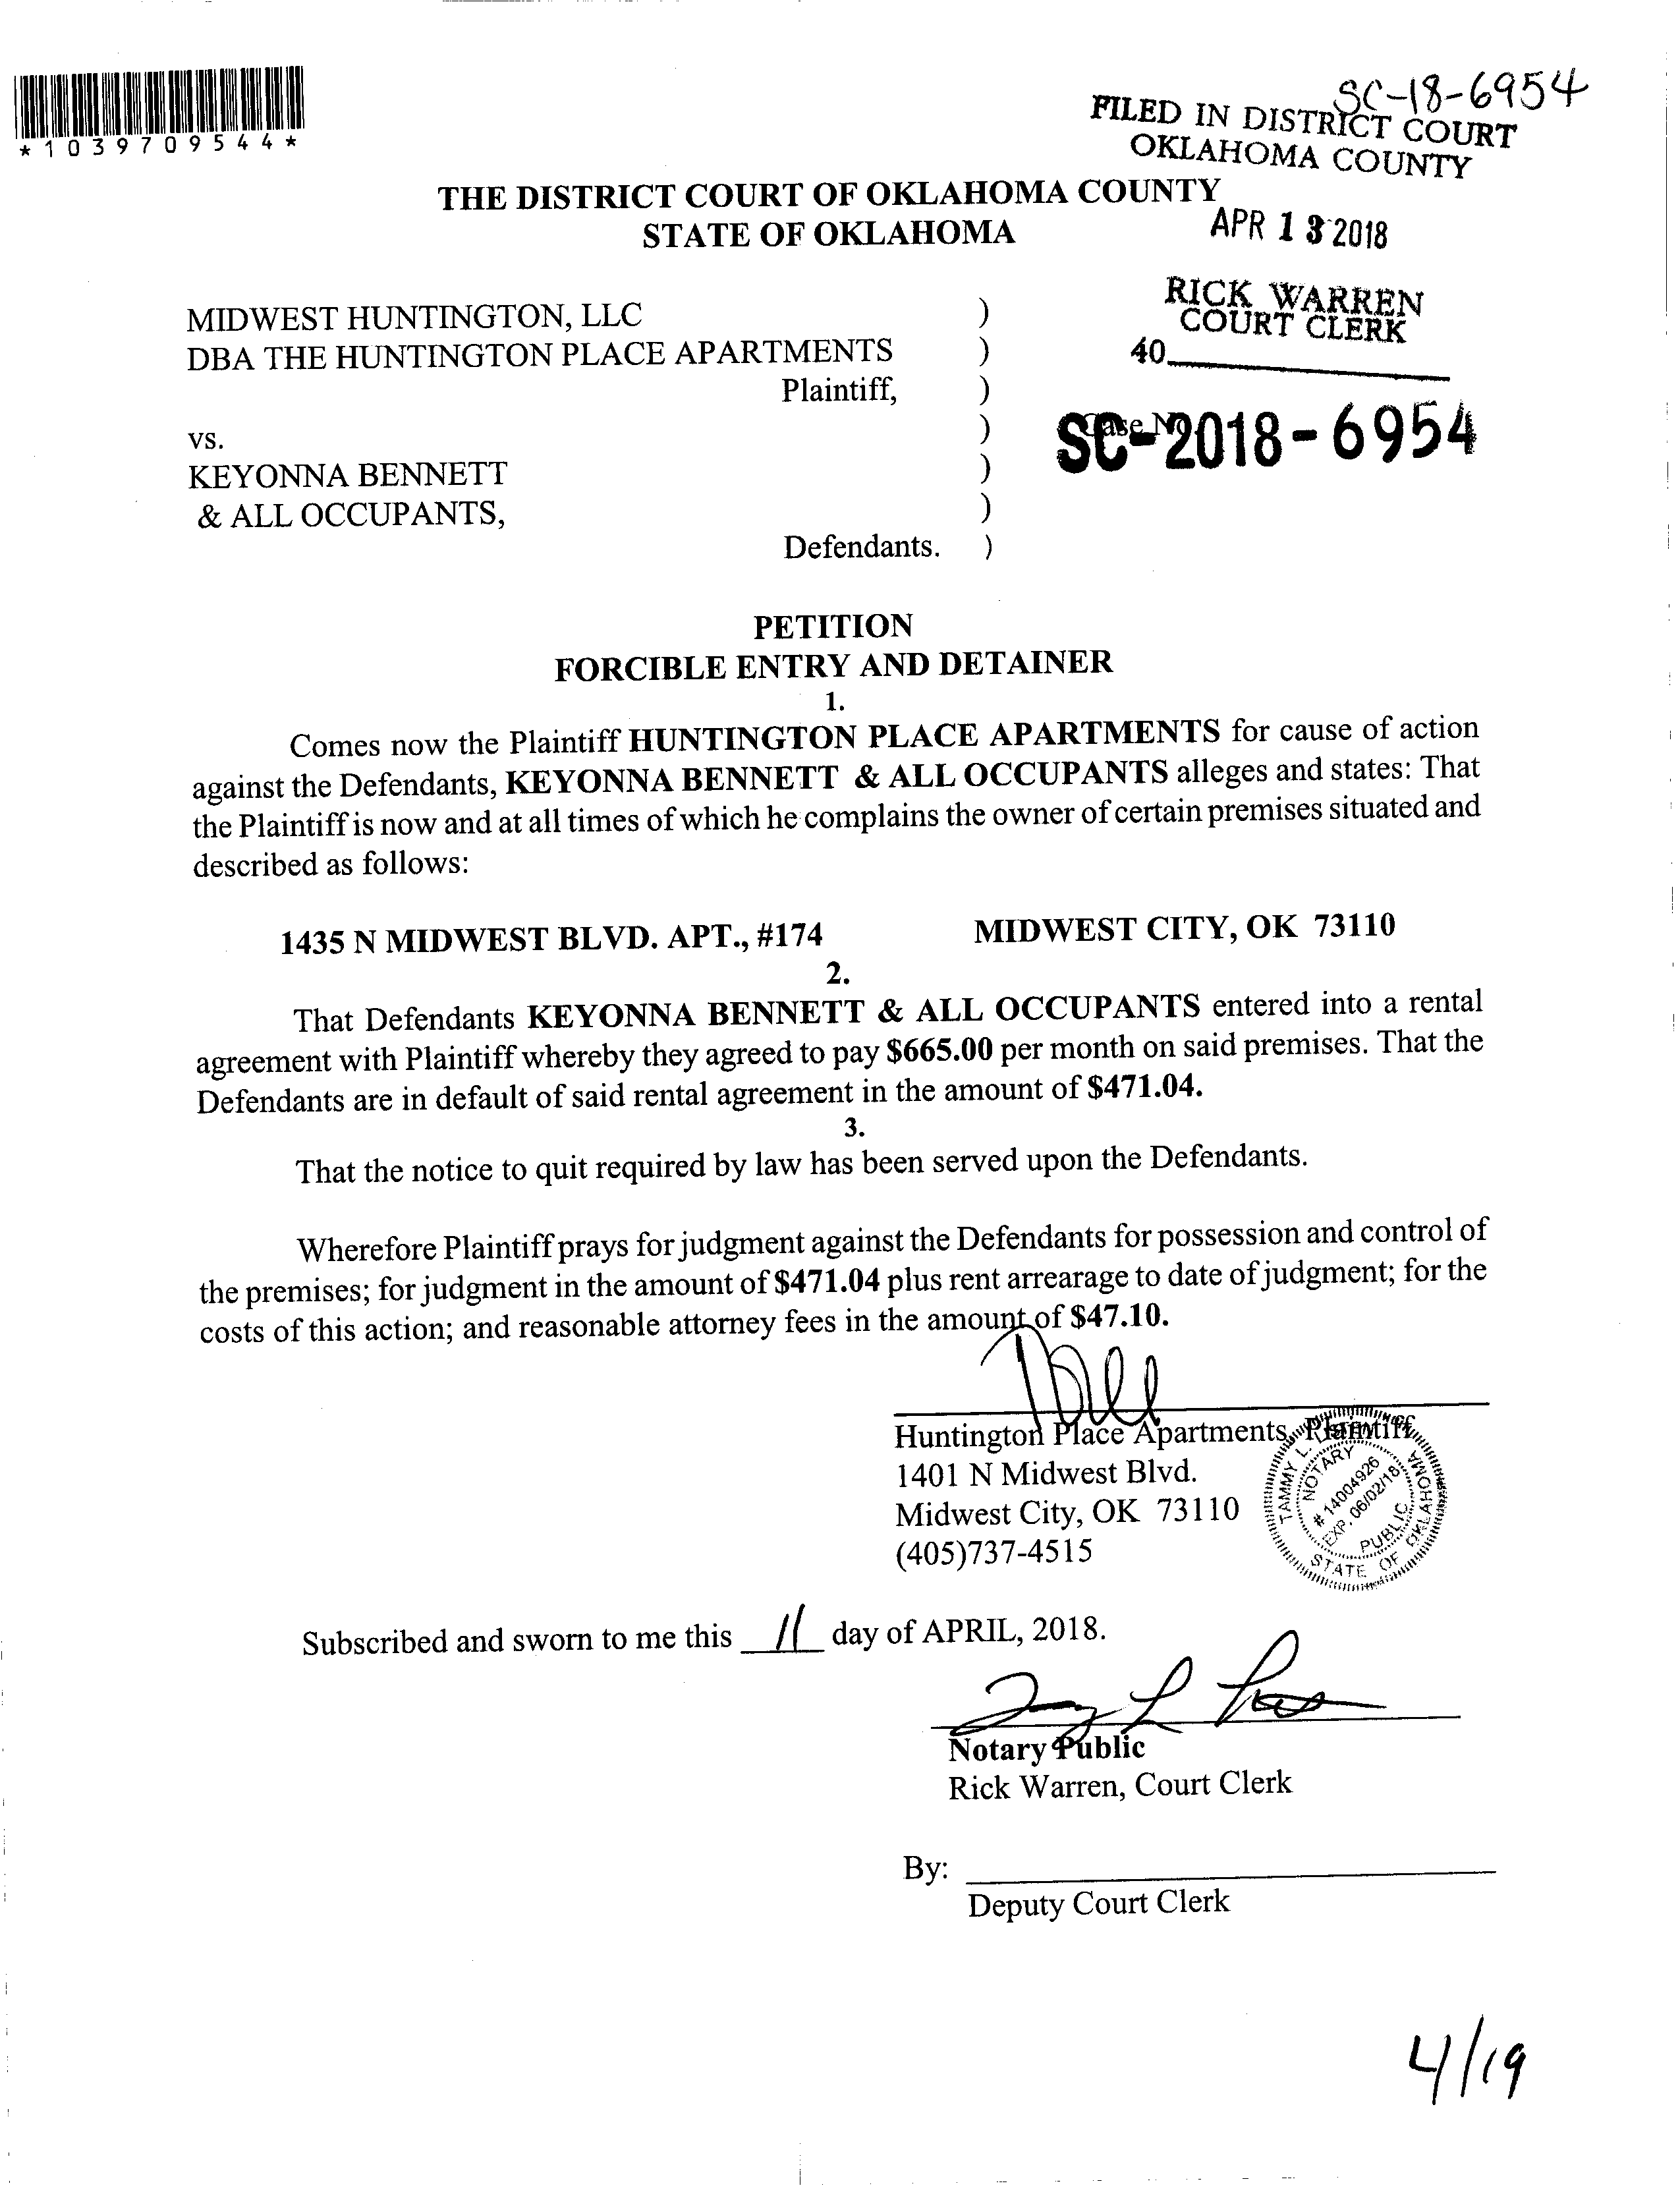 SC-18-6954
*1039709544*
FILED IN DISTRICT COURT
OKLAHOMA COUNTY
THE DISTRICT COURT OF OKLAHOMA COUNTY
STATE OF OKLAHOMA
APR 13 2018
RICK WARREN
COURT CLERK
40
MIDWEST HUNTINGTON, LLC )
DBA THE HUNTINGTON PLACE APARTMENTS )
Plaintiff, )
) Case No
SC-2018-6954
vs.
KEYONNA BENNETT )
& ALL OCCUPANTS, )
Defendants. )
PETITION
FORCIBLE ENTRY AND DETAINER
1.
Comes now the Plaintiff HUNTINGTON PLACE APARTMENTS for cause of action
against the Defendants, KEYONNA BENNETT & ALL OCCUPANTS alleges and states: That
the Plaintiff is now and at all times of which he complains the owner of certain premises situated and
described as follows:
1435 N MIDWEST BLVD. APT., #174 MIDWEST CITY, OK 73110
2.
That Defendants KEYONNA BENNETT & ALL OCCUPANTS entered into a rental
agreement with Plaintiff whereby they agreed to pay $665.00 per month on said premises. That the
Defendants are in default of said rental agreement in the amount of $471.04.
3.
That the notice to quit required by law has been served upon the Defendants.
Wherefore Plaintiff prays for judgment against the Defendants for possession and control of
the premises; for judgment in the amount of $471.04 plus rent arrearage to date of judgment; for the
costs of this action; and reasonable attorney fees in the amount of $47.10.
Huntington Place Apartments, Plaintiff
1401 N Midwest Blvd.
Midwest City, OK 73110
(405)737-4515
TAMMY L.
NOTARY
# 14004926
EXP. 06/02/18
PUBLIC
STATE OF OKLAHOMA
Subscribed and sworn to me this 11 day of APRIL, 2018.
Notary Public
Rick Warren, Court Clerk
By:
Deputy Court Clerk
4/19